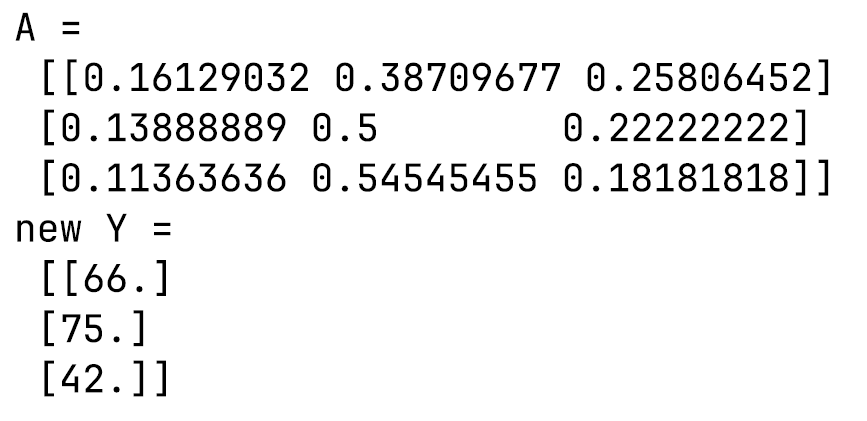 A =
 [[0.16129032 0.38709677 0.25806452]
 [0.13888889 0.5        0.22222222]
 [0.11363636 0.54545455 0.18181818]]
new Y =
 [[66.]
 [75.]
 [42.]]